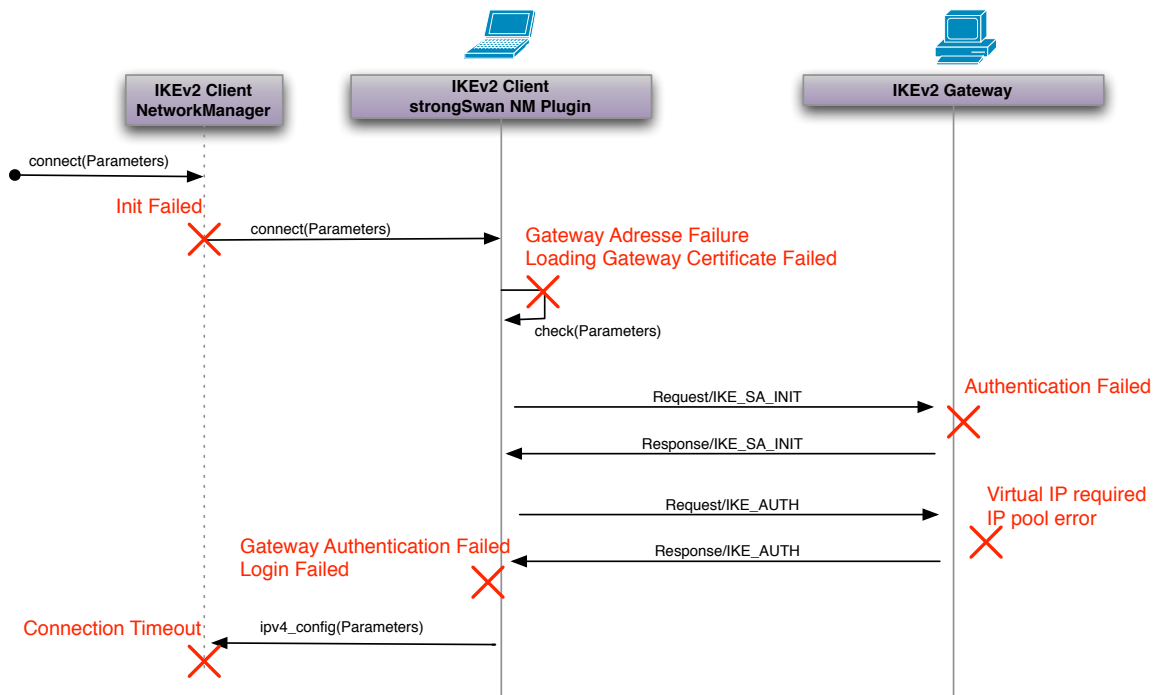 IKEv2 Client
NetworkManager
IKEv2 Client
strongSwan NM Plugin
IKEv2 Gateway
connect(Parameters)
Init Failed
connect(Parameters)
Gateway Adresse Failure
Loading Gateway Certificate Failed
check(Parameters)
Request/IKE_SA_INIT
Authentication Failed
Response/IKE_SA_INIT
Request/IKE_AUTH
Virtual IP required
IP pool error
Gateway Authentication Failed
Login Failed
Response/IKE_AUTH
Connection Timeout
ipv4_config(Parameters)